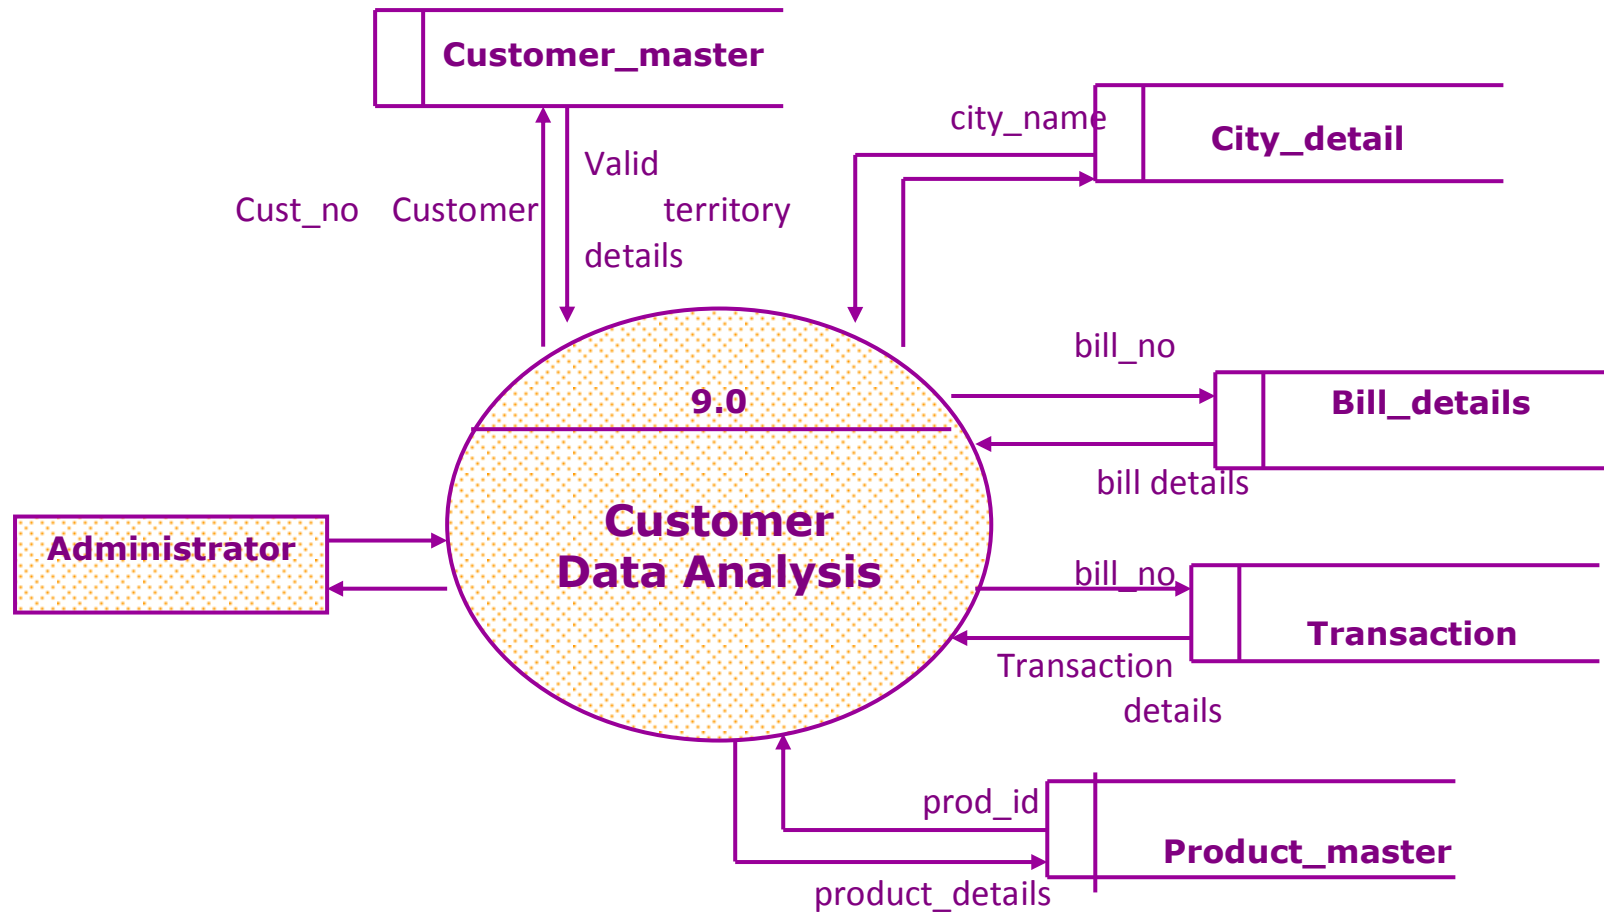 Customer_master
city_name
City_detail
Valid
Cust_no Customer territory
details
bill_no
9.0
Bill_details
bill details
Customer
Data Analysis
Administrator
bill_no
Transaction
Transaction
details
prod_id
Product_master
product_details